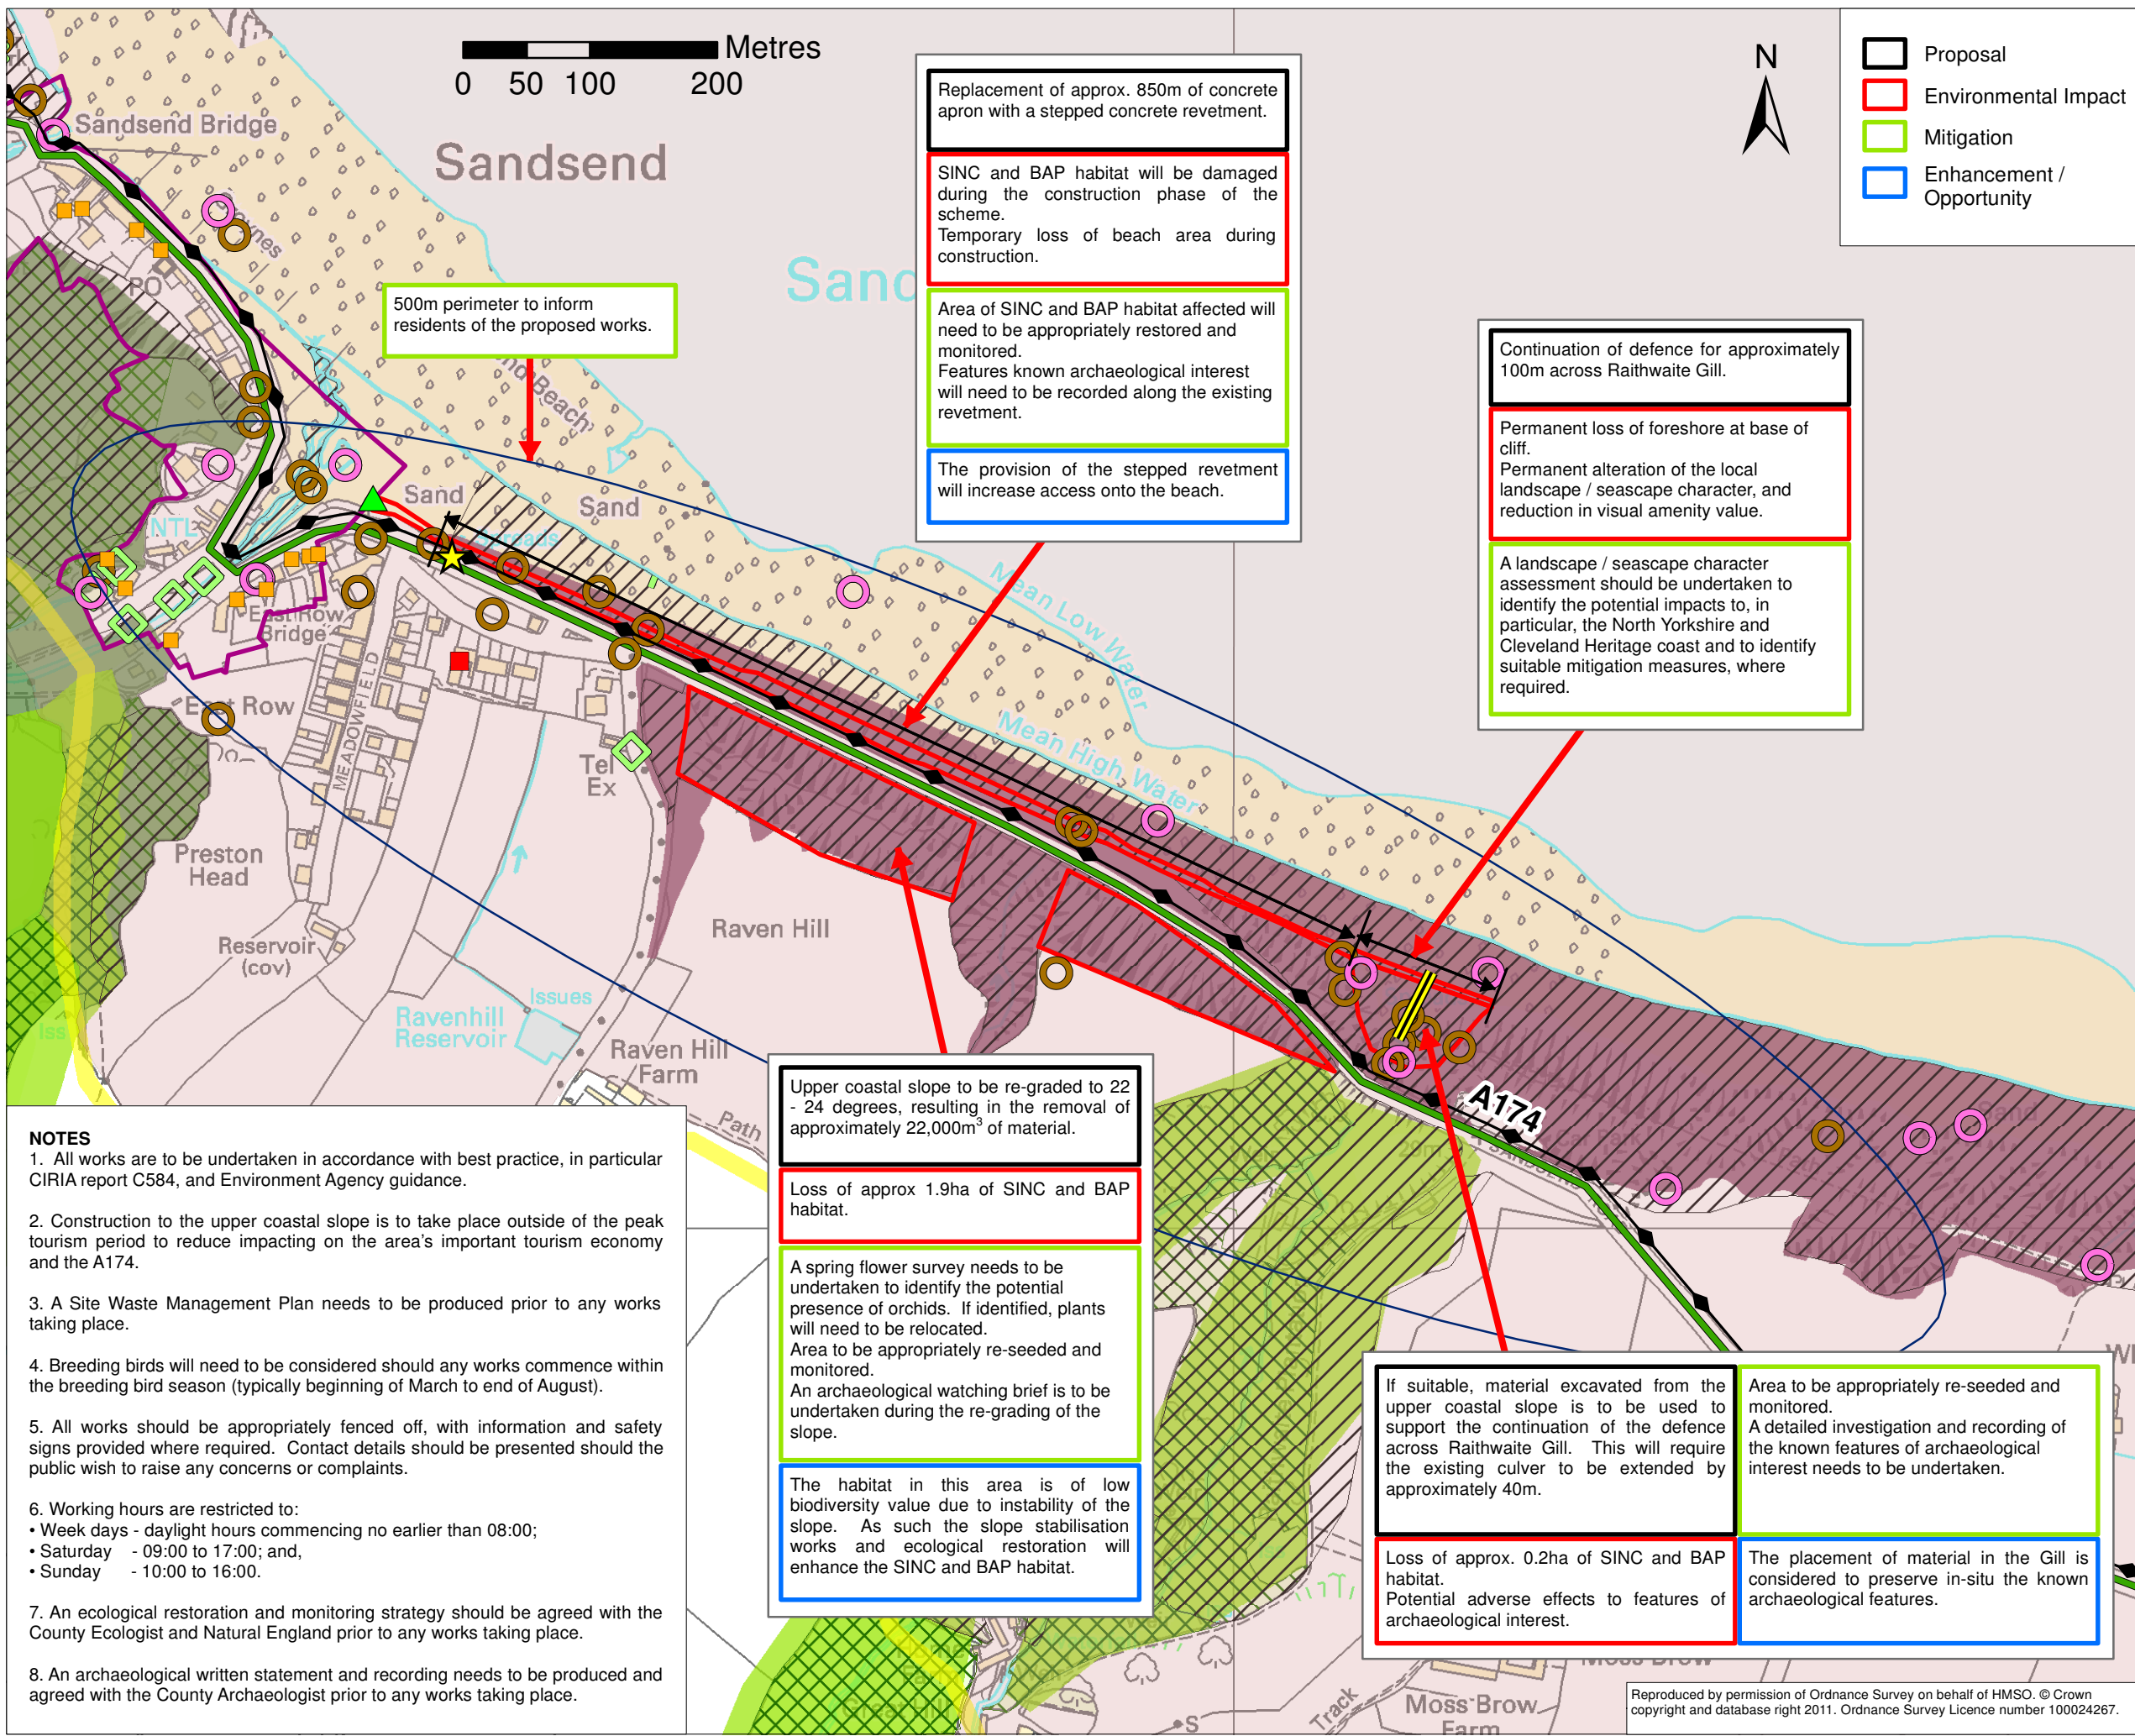 Metres
0 50 100 200
N
Proposal
Environmental Impact
Mitigation
Enhancement /
Opportunity
Sandsend Bridge
Sandsend
Sand
PO
500m perimeter to inform
residents of the proposed works.
Replacement of approx. 850m of concrete
apron with a stepped concrete revetment.
SINC and BAP habitat will be damaged
during the construction phase of the
scheme.
Temporary loss of beach area during
construction.
Area of SINC and BAP habitat affected will
need to be appropriately restored and
monitored.
Features known archaeological interest
will need to be recorded along the existing
revetment.
The provision of the stepped revetment
will increase access onto the beach.
Continuation of defence for approximately
100m across Raithwaite Gill.
Permanent loss of foreshore at base of
cliff.
Permanent alteration of the local
landscape / seascape character, and
reduction in visual amenity value.
A landscape / seascape character
assessment should be undertaken to
identify the potential impacts to, in
particular, the North Yorkshire and
Cleveland Heritage coast and to identify
suitable mitigation measures, where
required.
Beach
Sand
Sand
NTL
Mean Low Water
Mean High Water
East Row
Bridge
East Row
MEADOWFIELD
Tel
Ex
Preston
Head
Reservoir
(cov)
Raven Hill
Issues
Ravenhill
Reservoir
Raven Hill
Farm
Path
Iss
A174
Car Park
Sand
Upper coastal slope to be re-graded to 22
- 24 degrees, resulting in the removal of
approximately 22,000m³ of material.
Loss of approx 1.9ha of SINC and BAP
habitat.
A spring flower survey needs to be
undertaken to identify the potential
presence of orchids. If identified, plants
will need to be relocated.
Area to be appropriately re-seeded and
monitored.
An archaeological watching brief is to be
undertaken during the re-grading of the
slope.
The habitat in this area is of low
biodiversity value due to instability of the
slope. As such the slope stabilisation
works and ecological restoration will
enhance the SINC and BAP habitat.
If suitable, material excavated from the
upper coastal slope is to be used to
support the continuation of the defence
across Raithwaite Gill. This will require
the existing culver to be extended by
approximately 40m.
Loss of approx. 0.2ha of SINC and BAP
habitat.
Potential adverse effects to features of
archaeological interest.
Area to be appropriately re-seeded and
monitored.
A detailed investigation and recording of
the known features of archaeological
interest needs to be undertaken.
The placement of material in the Gill is
considered to preserve in-situ the known
archaeological features.
NOTES
1. All works are to be undertaken in accordance with best practice, in particular
CIRIA report C584, and Environment Agency guidance.
2. Construction to the upper coastal slope is to take place outside of the peak
tourism period to reduce impacting on the area's important tourism economy
and the A174.
3. A Site Waste Management Plan needs to be produced prior to any works
taking place.
4. Breeding birds will need to be considered should any works commence within
the breeding bird season (typically beginning of March to end of August).
5. All works should be appropriately fenced off, with information and safety
signs provided where required. Contact details should be presented should the
public wish to raise any concerns or complaints.
6. Working hours are restricted to:
• Week days - daylight hours commencing no earlier than 08:00;
• Saturday - 09:00 to 17:00; and,
• Sunday - 10:00 to 16:00.
7. An ecological restoration and monitoring strategy should be agreed with the
County Ecologist and Natural England prior to any works taking place.
8. An archaeological written statement and recording needs to be produced and
agreed with the County Archaeologist prior to any works taking place.
Home
Farm
Great Hill
S
Track
Moss Brow
Moss Brow
Farm
Reproduced by permission of Ordnance Survey on behalf of HMSO. © Crown
copyright and database right 2011. Ordnance Survey Licence number 100024267.